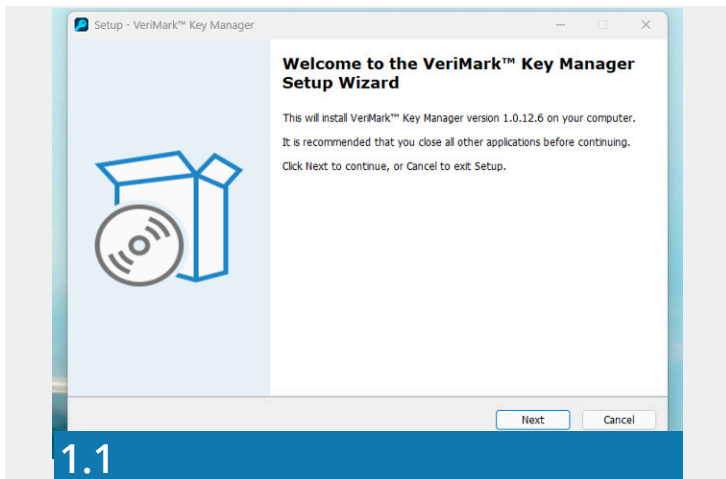 Setup - VeriMark™ Key Manager
Welcome to the VeriMark™ Key Manager
Setup Wizard
This will install VeriMark™ Key Manager version 1.0.12.6 on your computer.
It is recommended that you close all other applications before continuing.
Click Next to continue, or Cancel to exit Setup.
Next Cancel
1.1